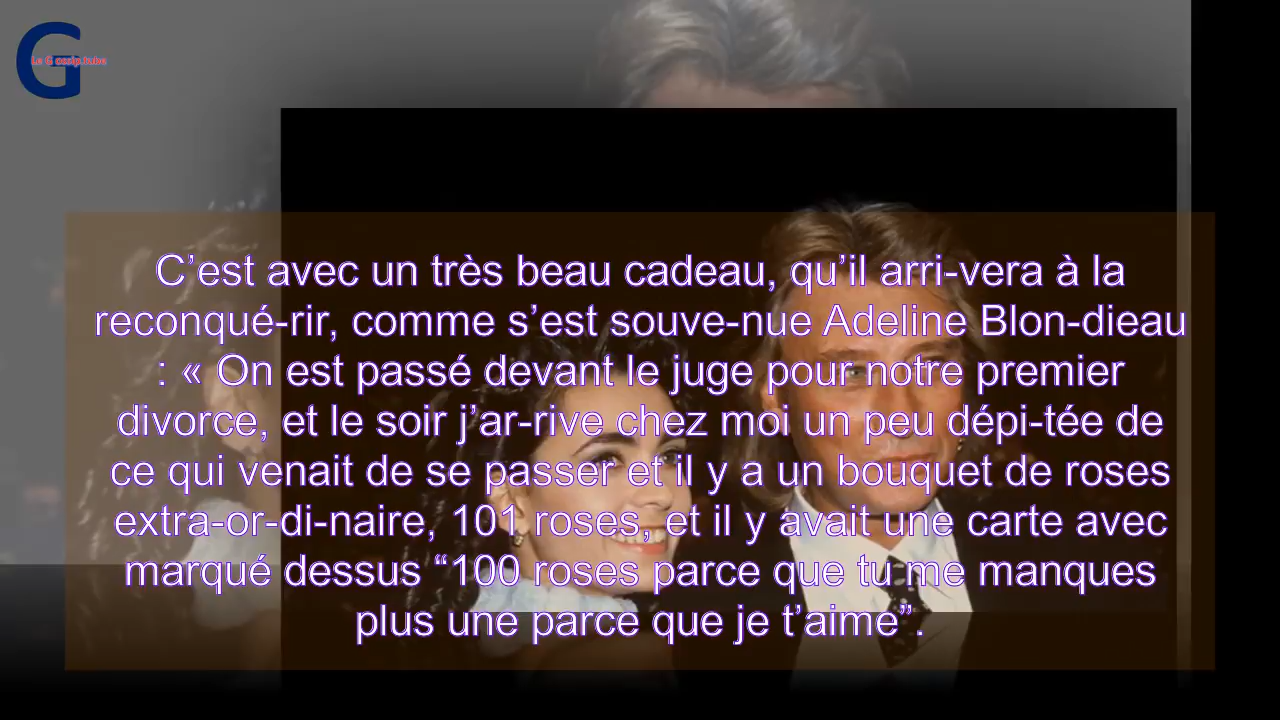 Le Gossip Tube
C’est avec un très beau cadeau, qu’il arri-vera à la
reconqué-rir, comme s’est souve-nue Adeline Blon-dieau
: « On est passé devant le juge pour notre premier
divorce, et le soir j’ar-rive chez moi un peu dépi-tée de
ce qui venait de se passer et il y a un bouquet de roses
extra-or-di-naire, 101 roses, et il y avait une carte avec
marqué dessus “100 roses parce que tu me manques
plus une parce que je t’aime”.